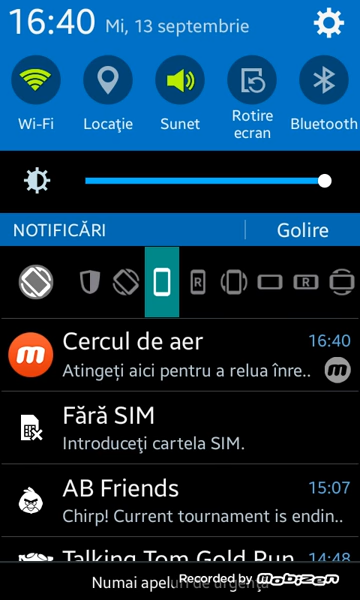 16:40 Mi, 13 septembrie
Wi-Fi
Locaţie
Sunet
Rotire
ecran
Bluetooth
NOTIFICĂRI
Golire
R
R
Cercul de aer 16:40
Atingeți aici pentru a relua înre..
Fără SIM
Introduceţi cartela SIM.
AB Friends 15:07
Chirp! Current tournament is endin..
Talking Tom Gold Run 14:48
Numai apeluri de urgență
Recorded by Mobizen